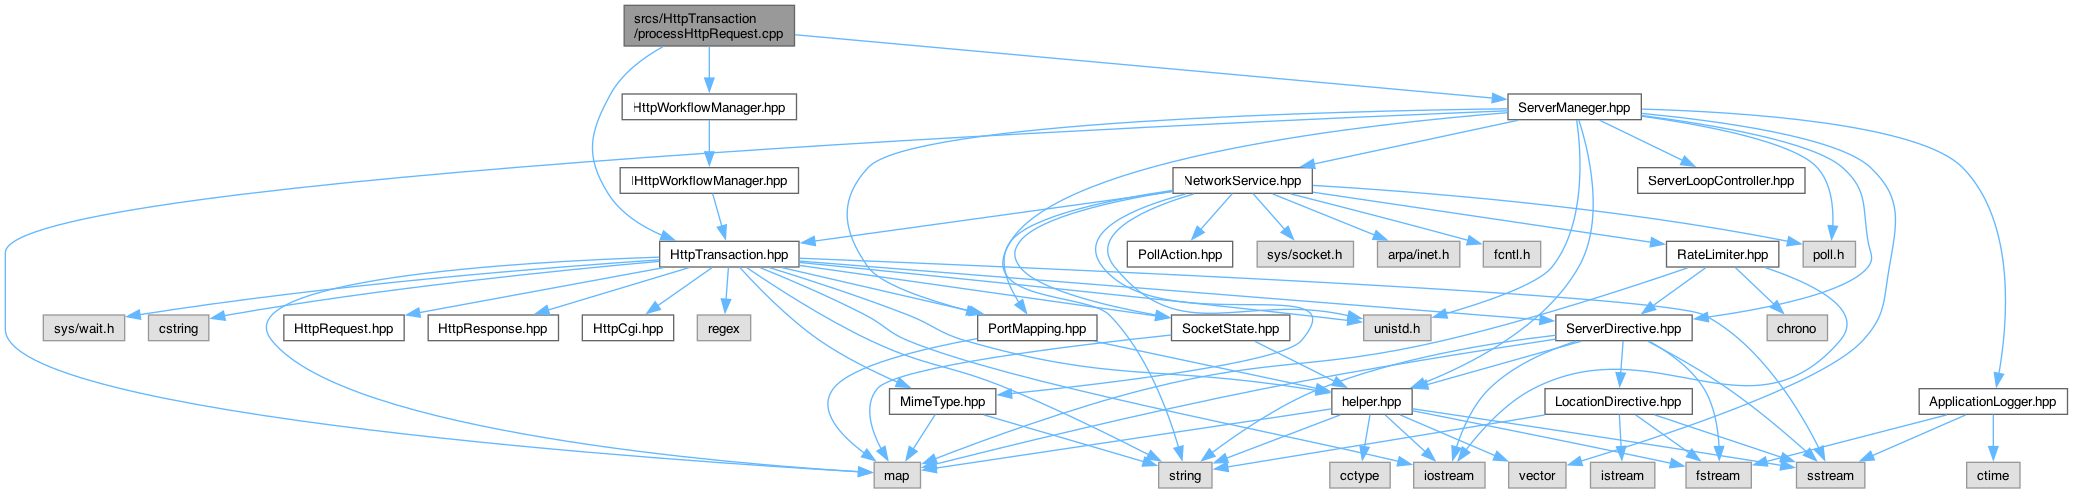 srcs/HttpTransaction
/processHttpRequest.cpp
HttpWorkflowManager.hpp
ServerManeger.hpp
IHttpWorkflowManager.hpp
NetworkService.hpp
ServerLoopController.hpp
HttpTransaction.hpp
PollAction.hpp
sys/socket.h
arpa/inet.h
fcntl.h
RateLimiter.hpp
poll.h
sys/wait.h
cstring
HttpRequest.hpp
HttpResponse.hpp
HttpCgi.hpp
regex
PortMapping.hpp
SocketState.hpp
unistd.h
ServerDirective.hpp
chrono
MimeType.hpp
helper.hpp
LocationDirective.hpp
ApplicationLogger.hpp
map
string
cctype
iostream
vector
istream
fstream
sstream
ctime